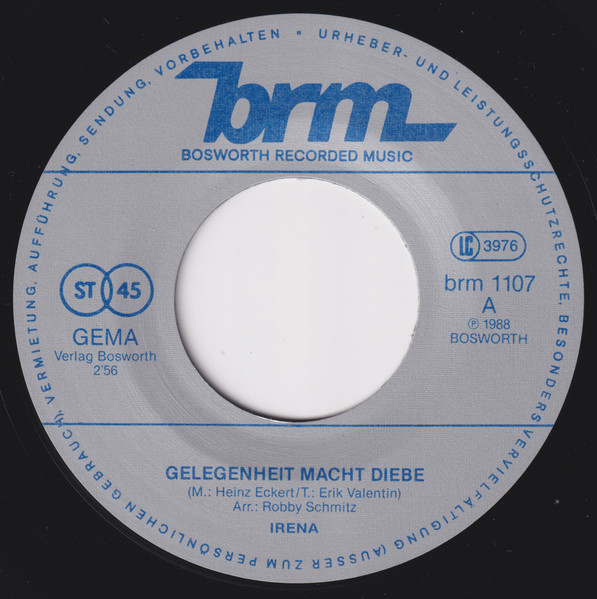 URHEBER- UND LEISTUNGSSCHUTZRECHTE, BESONDERS VERVIELFÄLTIGUNG (AUSSER ZUM PERSÖNLICHEN GEBRAUCH), VERMIETUNG, AUFFÜHRUNG, SENDUNG, VORBEHALTEN *
brm
BOSWORTH RECORDED MUSIC
LC 3976
brm 1107
A
℗ 1988
BOSWORTH
ST 45
GEMA
Verlag Bosworth
2'56
GELEGENHEIT MACHT DIEBE
(M.: Heinz Eckert/T.: Erik Valentin)
Arr.: Robby Schmitz
IRENA